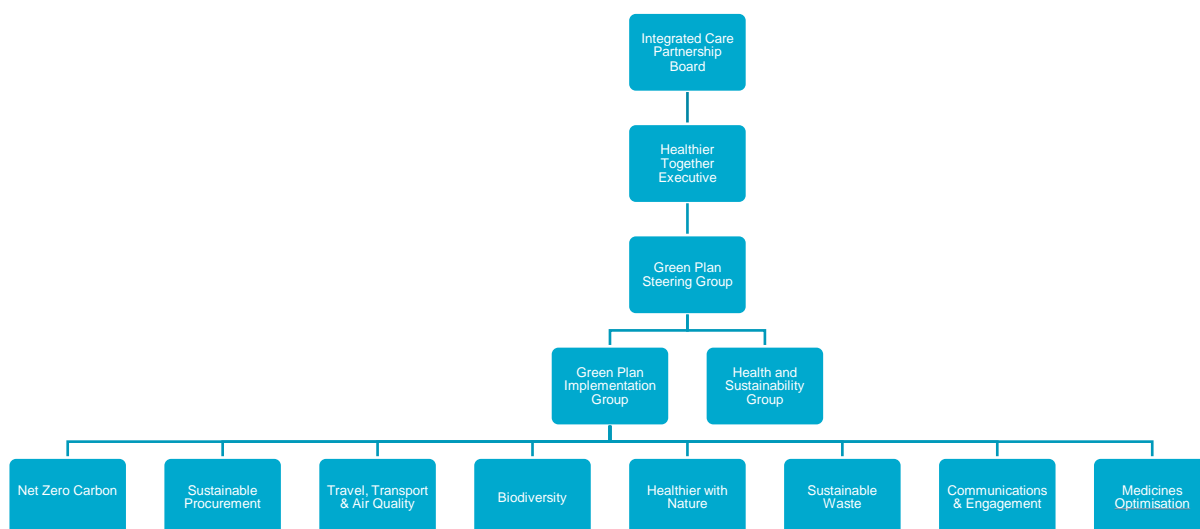 Integrated Care
Partnership
Board
Healthier
Together
Executive
Green Plan
Steering Group
Green Plan
Implementation
Group
Health and
Sustainability
Group
Net Zero Carbon
Sustainable
Procurement
Travel, Transport
& Air Quality
Biodiversity
Healthier with
Nature
Sustainable
Waste
Communications
& Engagement
Medicines
Optimisation